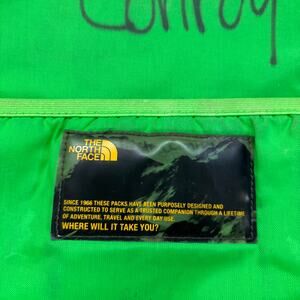 Conroy
THE
NORTH
FACE
SINCE 1966 THESE PACKS HAVE BEEN PURPOSELY DESIGNED AND
CONSTRUCTED TO SERVE AS A TRUSTED COMPANION THROUGH A LIFETIME
OF ADVENTURE, TRAVEL AND EVERY DAY USE.
WHERE WILL IT TAKE YOU?